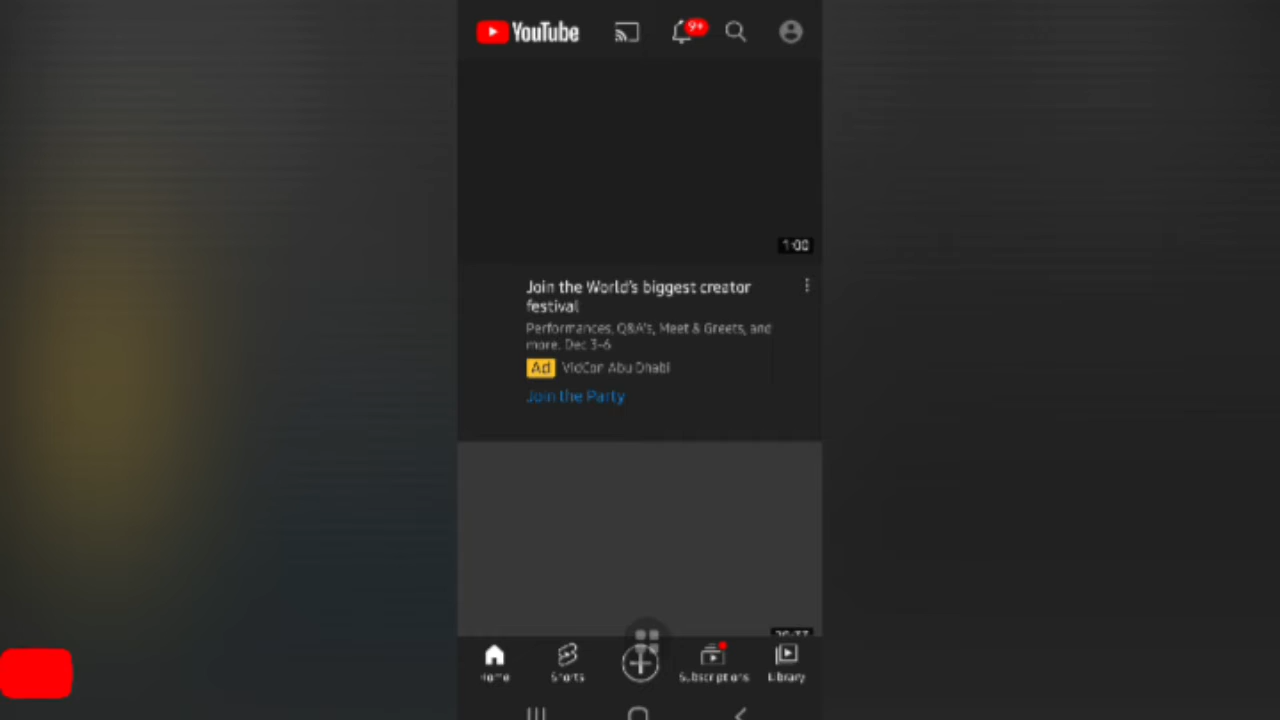 YouTube
9+
1:00
Join the World's biggest creator
festival
Performances, Q&A's, Meet & Greets, and
more. Dec 3-6
Ad VidCon Abu Dhabi
Join the Party
Home Shorts Subscriptions Library